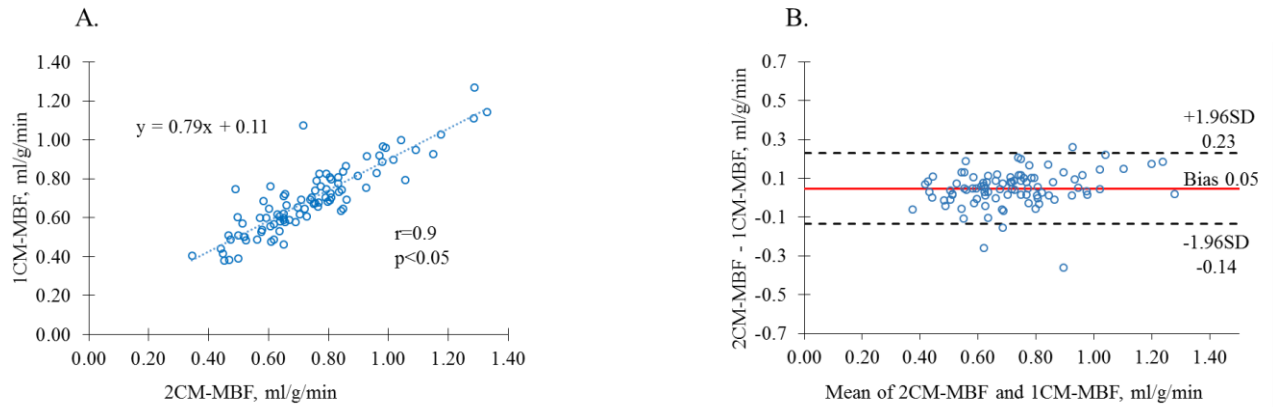 A.
1.40
1.20
1.00
0.80
0.60
0.40
0.20
0.00
1CM-MBF, ml/g/min
y = 0.79x + 0.11
r=0.9
p<0.05
0.00 0.20 0.40 0.60 0.80 1.00 1.20 1.40
2CM-MBF, ml/g/min
B.
0.7
0.5
0.3
0.1
-0.1
-0.3
-0.5
-0.7
2CM-MBF - 1CM-MBF, ml/g/min
+1.96SD
0.23
Bias 0.05
-1.96SD
-0.14
0.00 0.20 0.40 0.60 0.80 1.00 1.20 1.40
Mean of 2CM-MBF and 1CM-MBF, ml/g/min